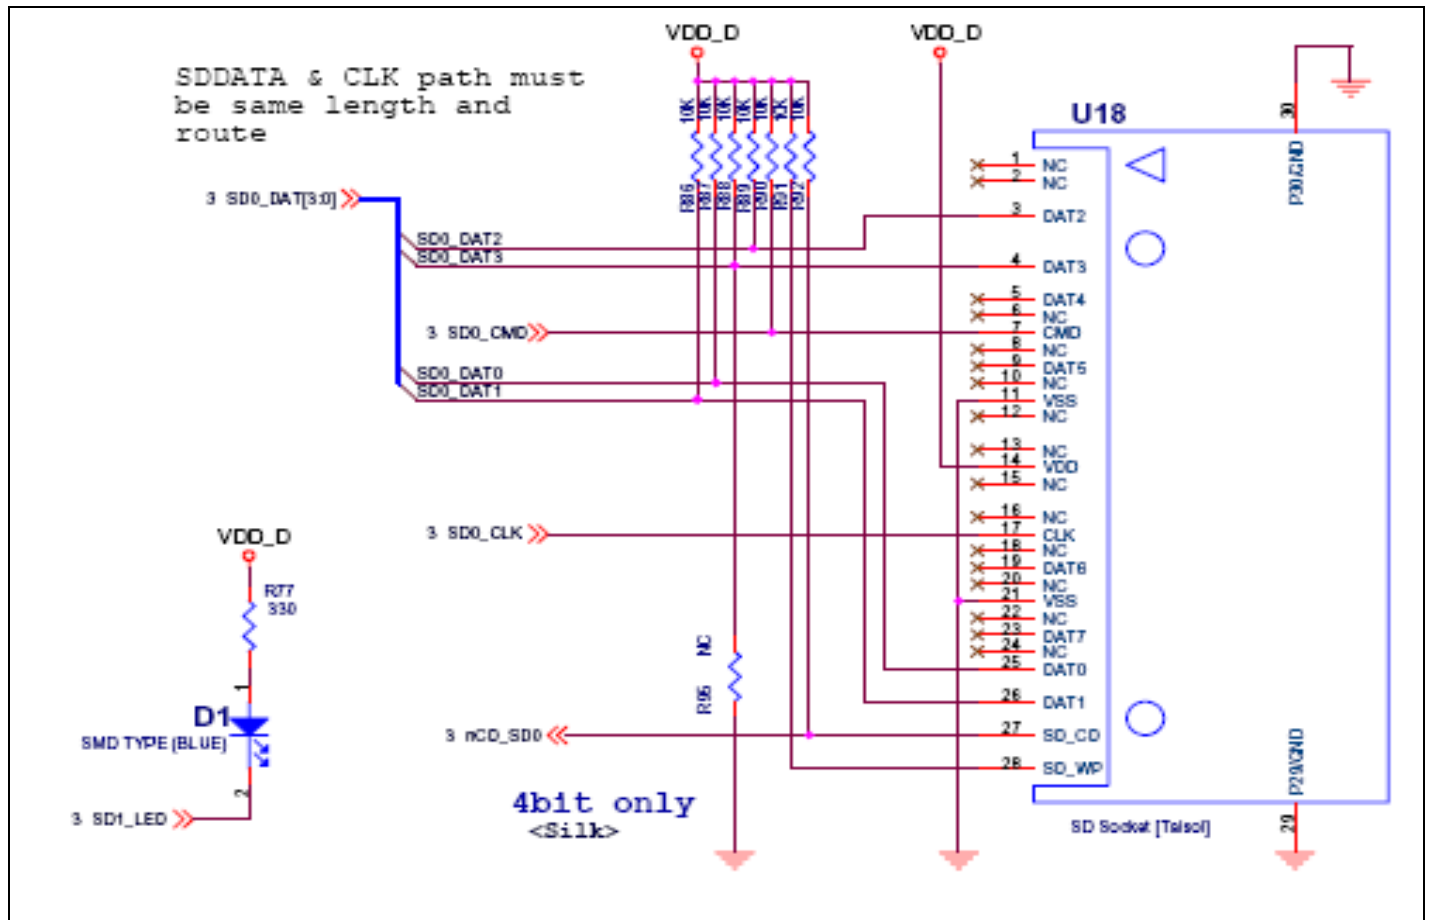 VDD_D
VDD_D
SDDATA & CLK path must
be same length and
route
10K
10K
10K
10K
10K
10K
10K
R86
R87
R88
R89
R90
R91
R92
U18
30
P30/GND
3 SD0_DAT[3:0]
SD0_DAT2
SD0_DAT3
3 SD0_CMD
SD0_DAT0
SD0_DAT1
3 SD0_CLK
1 NC
2 NC
3 DAT2
4 DAT3
5 DAT4
6 NC
7 CMD
8 NC
9 DAT5
10 NC
11 VSS
12 NC
13 NC
14 VDD
15 NC
16 NC
17 CLK
18 NC
19 DAT6
20 NC
21 VSS
22 NC
23 DAT7
24 NC
25 DAT0
26 DAT1
27 SD_CD
28 SD_WP
VDD_D
R77
330
1
D1
SMD TYPE (BLUE)
2
3 SD1_LED
NC
R95
3 nCD_SD0
4bit only
<Silk>
P29/GND
29
SD Socket [Taisol]